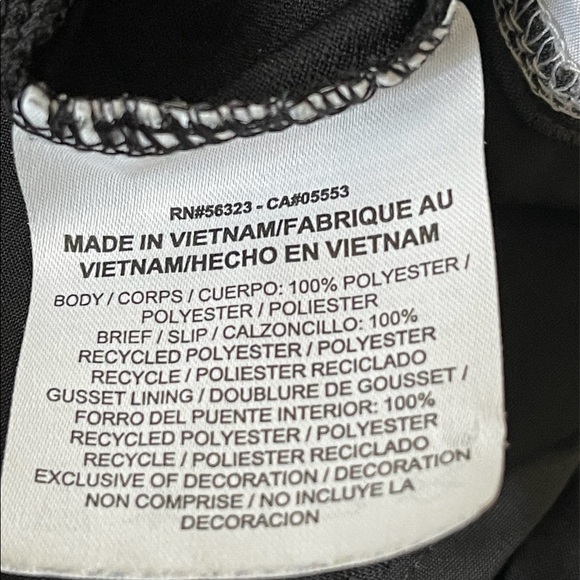 RN#56323 - CA#05553
MADE IN VIETNAM/FABRIQUE AU
VIETNAM/HECHO EN VIETNAM
BODY / CORPS / CUERPO: 100% POLYESTER /
POLYESTER / POLIESTER
BRIEF / SLIP / CALZONCILLO: 100%
RECYCLED POLYESTER / POLYESTER
RECYCLE / POLIESTER RECICLADO
GUSSET LINING / DOUBLURE DE GOUSSET /
FORRO DEL PUENTE INTERIOR: 100%
RECYCLED POLYESTER / POLYESTER
RECYCLE / POLIESTER RECICLADO
EXCLUSIVE OF DECORATION / DECORATION
NON COMPRISE / NO INCLUYE LA
DECORACION